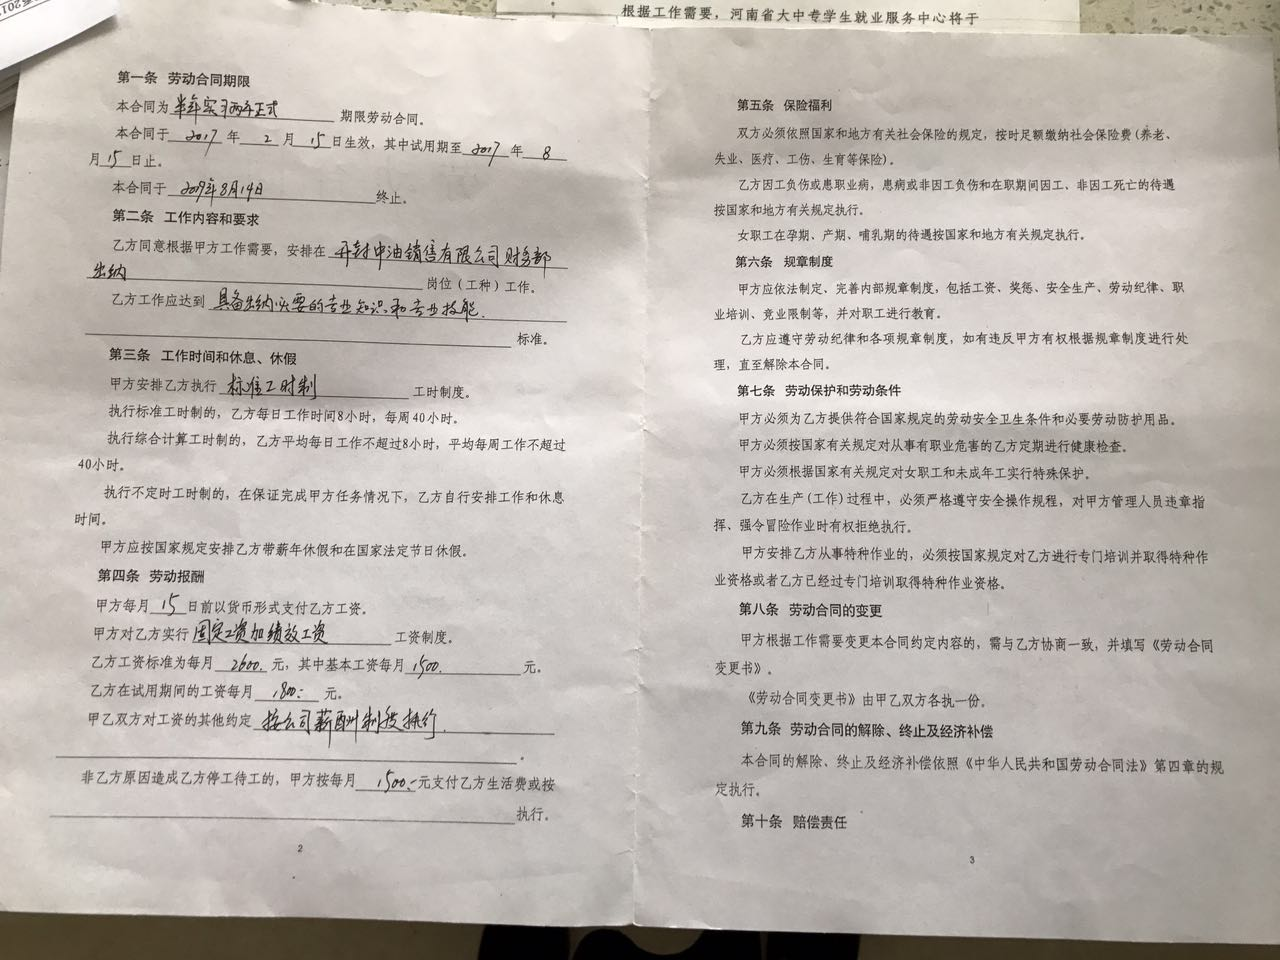 根据工作需要，河南省大中专学生就业服务中心将于
第一条 劳动合同期限
本合同为 半年实习两年正式 期限劳动合同。
本合同于 2017 年 2 月 15 日生效，其中试用期至 2017 年 8
月 15 日止。
本合同于 2019年8月14日 终止。
第二条 工作内容和要求
乙方同意根据甲方工作需要，安排在 开封中油销售有限公司财务部
出纳 岗位（工种）工作。
乙方工作应达到 具备出纳必要的专业知识和专业技能.
标准。
第三条 工作时间和休息、休假
甲方安排乙方执行 标准工时制 工时制度。
执行标准工时制的，乙方每日工作时间8小时，每周40小时。
执行综合计算工时制的，乙方平均每日工作不超过8小时，平均每周工作不超过
40小时。
执行不定时工时制的，在保证完成甲方任务情况下，乙方自行安排工作和休息
时间。
甲方应按国家规定安排乙方带薪年休假和在国家法定节日休假。
第四条 劳动报酬
甲方每月 15 日前以货币形式支付乙方工资。
甲方对乙方实行 固定工资加绩效工资 工资制度。
乙方工资标准为每月 2600. 元，其中基本工资每月 1500. 元。
乙方在试用期间的工资每月 1800.- 元。
甲乙双方对工资的其他约定 按公司薪酬制度执行.
。
非乙方原因造成乙方停工待工的，甲方按每月 1500.- 元支付乙方生活费或按
执行。
2
第五条 保险福利
双方必须依照国家和地方有关社会保险的规定，按时足额缴纳社会保险费（养老、
失业、医疗、工伤、生育等保险）。
乙方因工负伤或患职业病，患病或非因工负伤和在职期间因工、非因工死亡的待遇
按国家和地方有关规定执行。
女职工在孕期、产期、哺乳期的待遇按国家和地方有关规定执行。
第六条 规章制度
甲方应依法制定、完善内部规章制度，包括工资、奖惩、安全生产、劳动纪律、职
业培训、竞业限制等，并对职工进行教育。
乙方应遵守劳动纪律和各项规章制度，如有违反甲方有权根据规章制度进行处
理，直至解除本合同。
第七条 劳动保护和劳动条件
甲方必须为乙方提供符合国家规定的劳动安全卫生条件和必要劳动防护用品。
甲方必须按国家有关规定对从事有职业危害的乙方定期进行健康检查。
甲方必须根据国家有关规定对女职工和未成年工实行特殊保护。
乙方在生产（工作）过程中，必须严格遵守安全操作规程，对甲方管理人员违章指
挥、强令冒险作业时有权拒绝执行。
甲方安排乙方从事特种作业的，必须按国家规定对乙方进行专门培训并取得特种作
业资格或者乙方已经过专门培训取得特种作业资格。
第八条 劳动合同的变更
甲方根据工作需要变更本合同约定内容的，需与乙方协商一致，并填写《劳动合同
变更书》。
《劳动合同变更书》由甲乙双方各执一份。
第九条 劳动合同的解除、终止及经济补偿
本合同的解除、终止及经济补偿依照《中华人民共和国劳动合同法》第四章的规
定执行。
第十条 赔偿责任
3